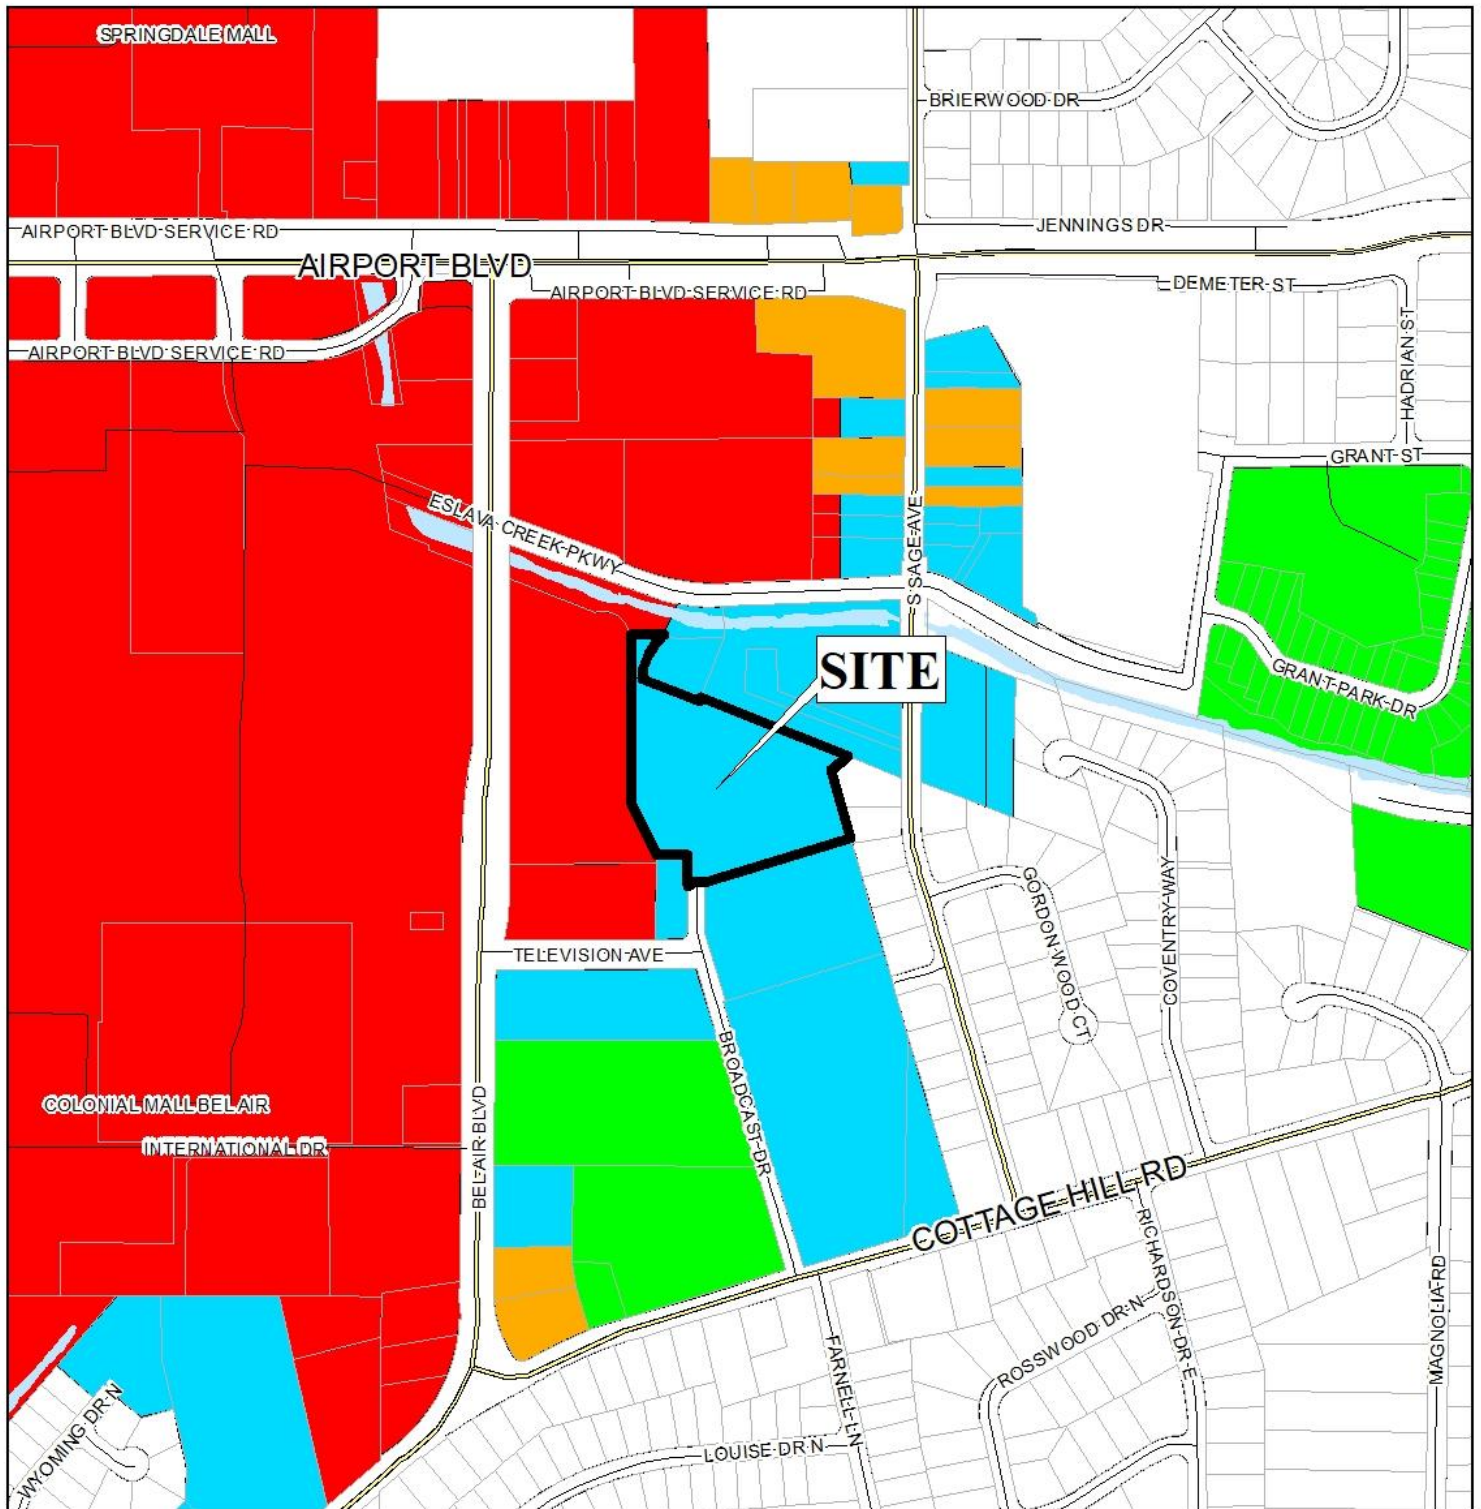 SPRINGDALE MALL
BRIERWOOD DR
JENNINGS DR
AIRPORT BLVD SERVICE RD
AIRPORT BLVD
AIRPORT BLVD SERVICE RD
DEMETER ST
HADRIAN ST
AIRPORT BLVD SERVICE RD
GRANT ST
ESLAVA CREEK PKWY
S SAGE AVE
SITE
GRANT PARK DR
GORDON WOOD CT
COVENTRY WAY
TELEVISION AVE
BROADCAST DR
COLONIAL MALL BEL AIR
INTERNATIONAL DR
BEL AIR BLVD
COTTAGE HILL RD
RICHARDSON DR E
MAGNOLIA RD
ROSSWOOD DR N
FARNELL LN
WYOMING DR N
LOUISE DR N